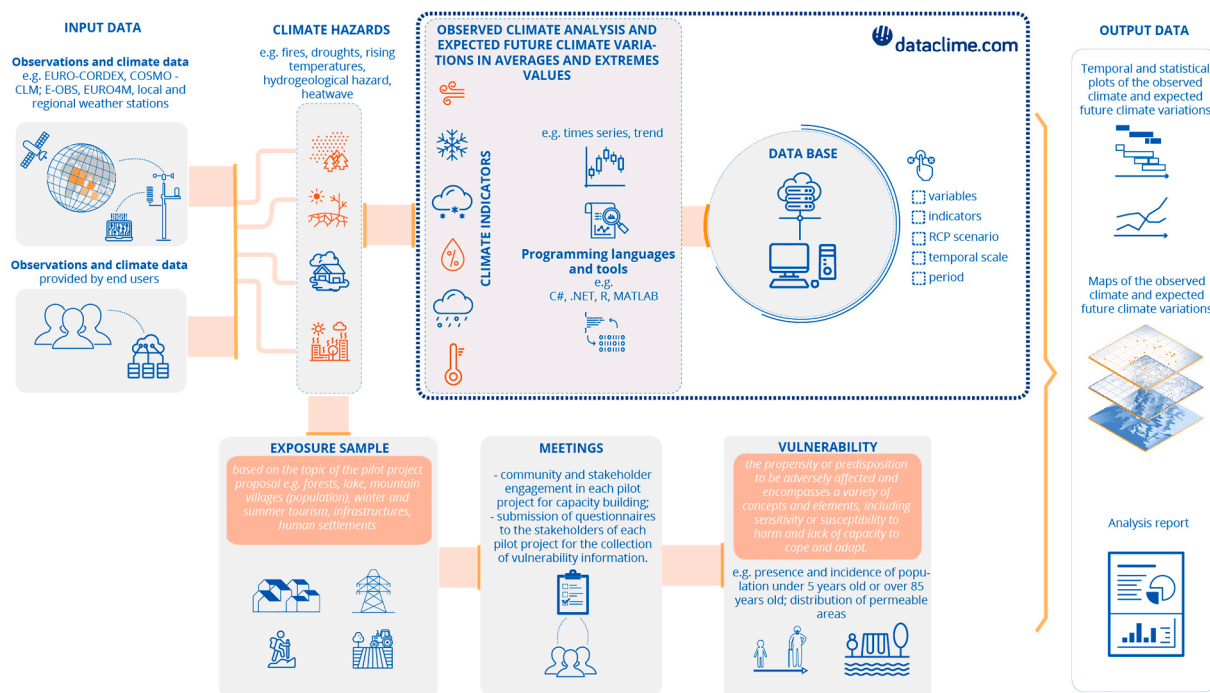 INPUT DATA
Observations and climate data
e.g. EURO-CORDEX, COSMO -
CLM; E-OBS, EURO4M, local and
regional weather stations
Observations and climate data
provided by end users
CLIMATE HAZARDS
e.g. fires, droughts, rising
temperatures,
hydrogeological hazard,
heatwave
OBSERVED CLIMATE ANALYSIS AND
EXPECTED FUTURE CLIMATE VARIA-
TIONS IN AVERAGES AND EXTREMES
VALUES
CLIMATE INDICATORS
%
e.g. times series, trend
Programming languages
and tools
e.g.
C#, .NET, R, MATLAB
dataclime.com
DATA BASE
variables
indicators
RCP scenario
temporal scale
period
OUTPUT DATA
Temporal and statistical
plots of the observed
climate and expected
future climate variations
Maps of the observed
climate and expected
future climate variations
Analysis report
EXPOSURE SAMPLE
based on the topic of the pilot project
proposal e.g. forests, lake, mountain
villages (population), winter and
summer tourism, infrastructures,
human settlements
MEETINGS
- community and stakeholder
engagement in each pilot
project for capacity building;
- submission of questionnaires
to the stakeholders of each
pilot project for the collection
of vulnerability information.
VULNERABILITY
the propensity or predisposition
to be adversely affected and
encompasses a variety of
concepts and elements, including
sensitivity or susceptibility to
harm and lack of capacity to
cope and adapt.
e.g. presence and incidence of popu-
lation under 5 years old or over 85
years old; distribution of permeable
areas